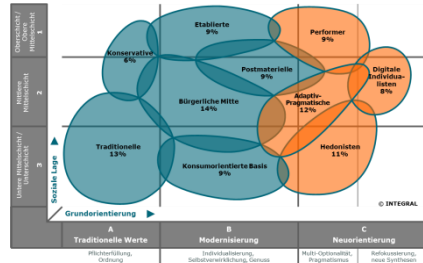 Oberschicht /
Obere
Mittelschicht
1
Mittlere
Mittelschicht
2
Untere Mittelschicht /
Unterschicht
3
Soziale Lage
Grundorientierung
Etablierte
9%
Performer
9%
Konservative
6%
Postmaterielle
9%
Digitale
Individua-
listen
8%
Bürgerliche Mitte
14%
Adaptiv-
Pragmatische
12%
Traditionelle
13%
Hedonisten
11%
Konsumorientierte Basis
9%
© INTEGRAL
A
Traditionelle Werte
B
Modernisierung
C
Neuorientierung
Pflichterfüllung,
Ordnung
Individualisierung,
Selbstverwirklichung, Genuss
Multi-Optionalität,
Pragmatismus
Refokussierung,
neue Synthesen